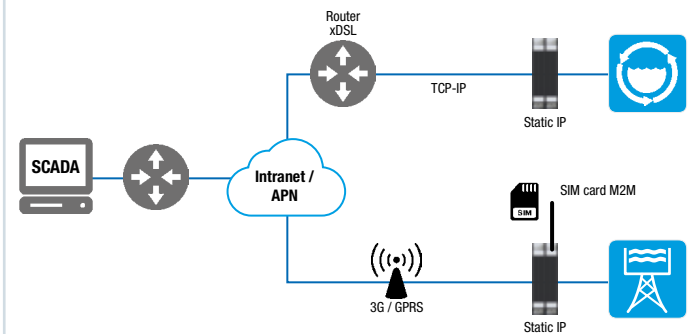 Router
xDSL
TCP-IP
Static IP
SCADA
Intranet /
APN
SIM
SIM card M2M
3G / GPRS
Static IP